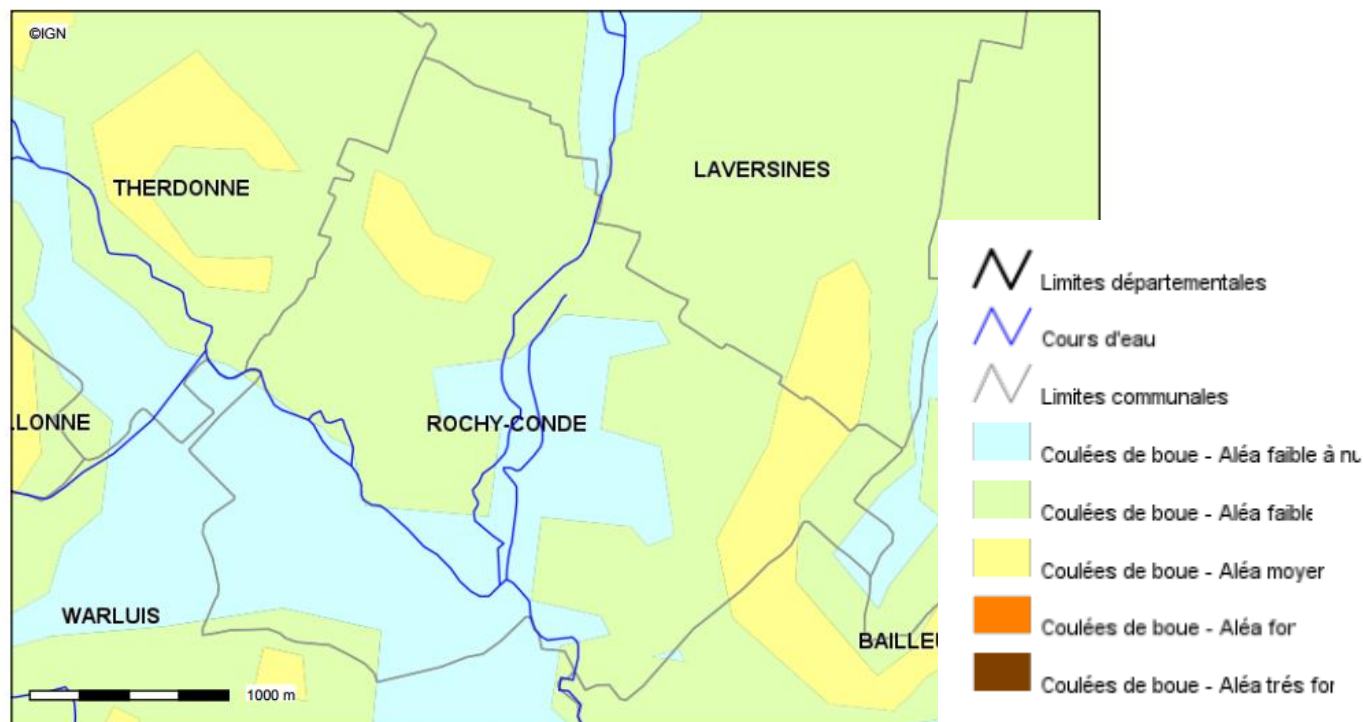 ©IGN
THERDONNE
LAVERSINES
LLONNE
ROCHY-CONDE
WARLUIS
BAILLEU
1000 m
Limites départementales
Cours d'eau
Limites communales
Coulées de boue - Aléa faible à nu
Coulées de boue - Aléa faible
Coulées de boue - Aléa moyer
Coulées de boue - Aléa for
Coulées de boue - Aléa trés for